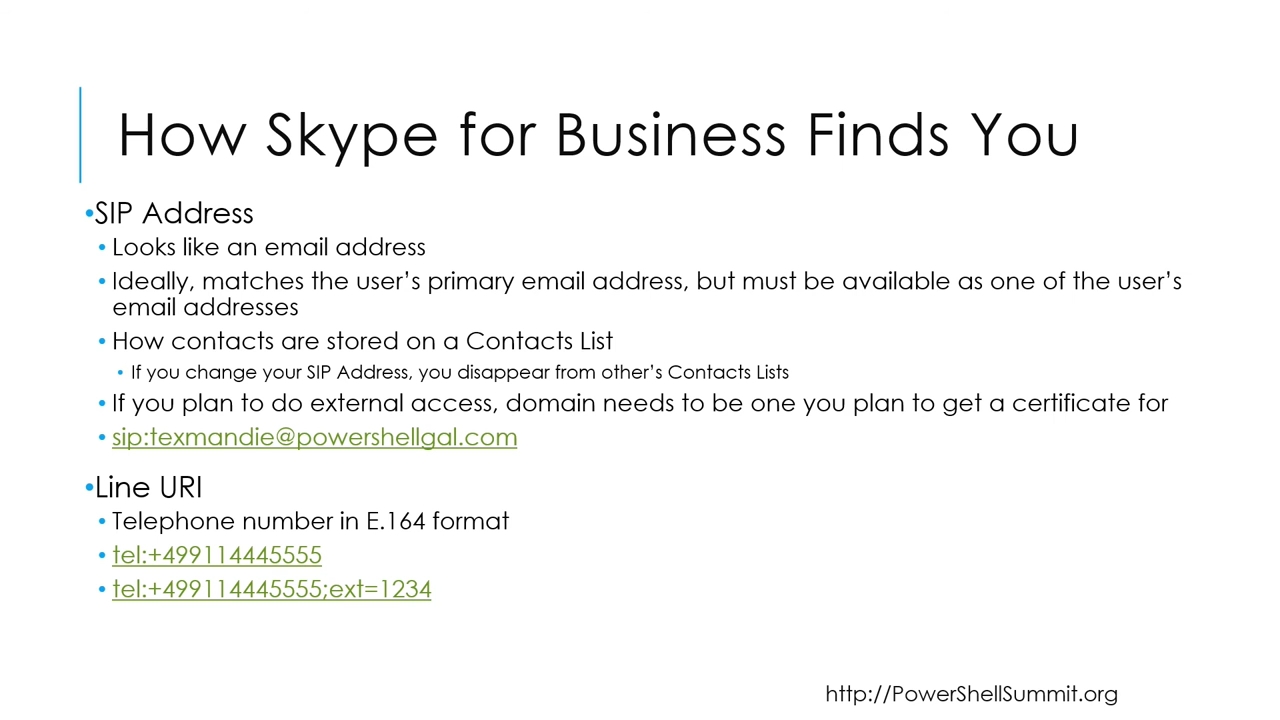 How Skype for Business Finds You
•SIP Address
• Looks like an email address
• Ideally, matches the user’s primary email address, but must be available as one of the user’s
email addresses
• How contacts are stored on a Contacts List
• If you change your SIP Address, you disappear from other’s Contacts Lists
• If you plan to do external access, domain needs to be one you plan to get a certificate for
• sip:texmandie@powershellgal.com
•Line URI
• Telephone number in E.164 format
• tel:+499114445555
• tel:+499114445555;ext=1234
http://PowerShellSummit.org